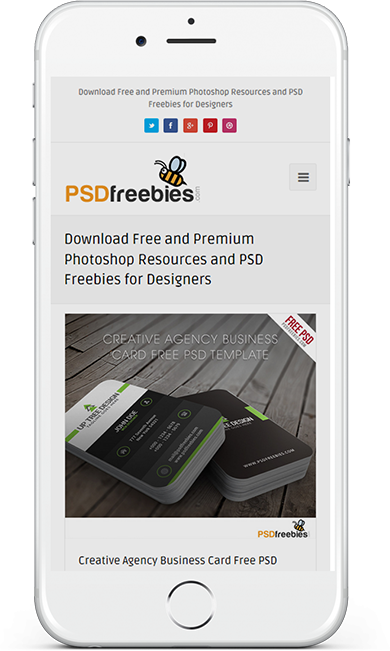 Download Free and Premium Photoshop Resources and PSD
Freebies for Designers
PSDfreebies.com
Download Free and Premium
Photoshop Resources and PSD
Freebies for Designers
FREE PSD
CREATIVE AGENCY BUSINESS
CARD FREE PSD TEMPLATE
UP TREE DESIGN
JOHN DOE
WWW.PSDFREEBIES.COM
PSDfreebies
Creative Agency Business Card Free PSD